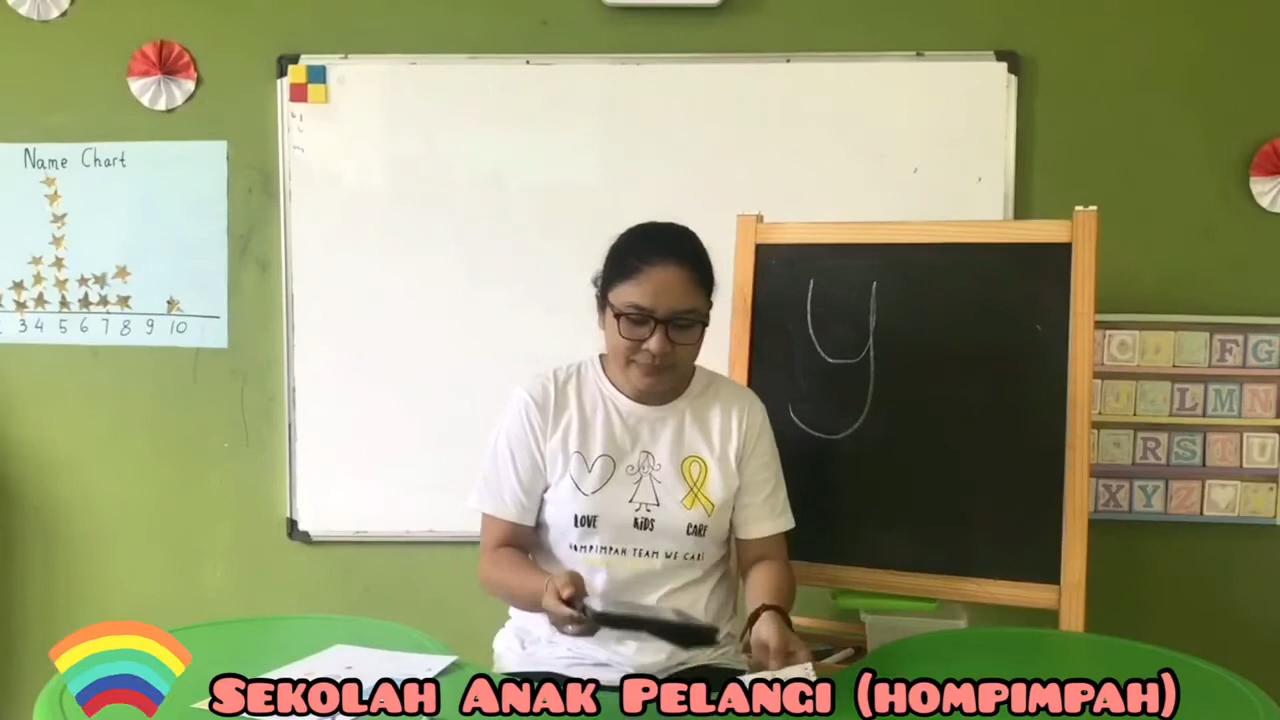 Name Chart
3 4 5 6 7 8 9 10
y
C
F G
L M N
R S T U
X Y Z
LOVE KIDS CARE
HOMPIMPAH TEAM WE CARE
SEKOLAH ANAK PELANGI (HOMPIMPAH)